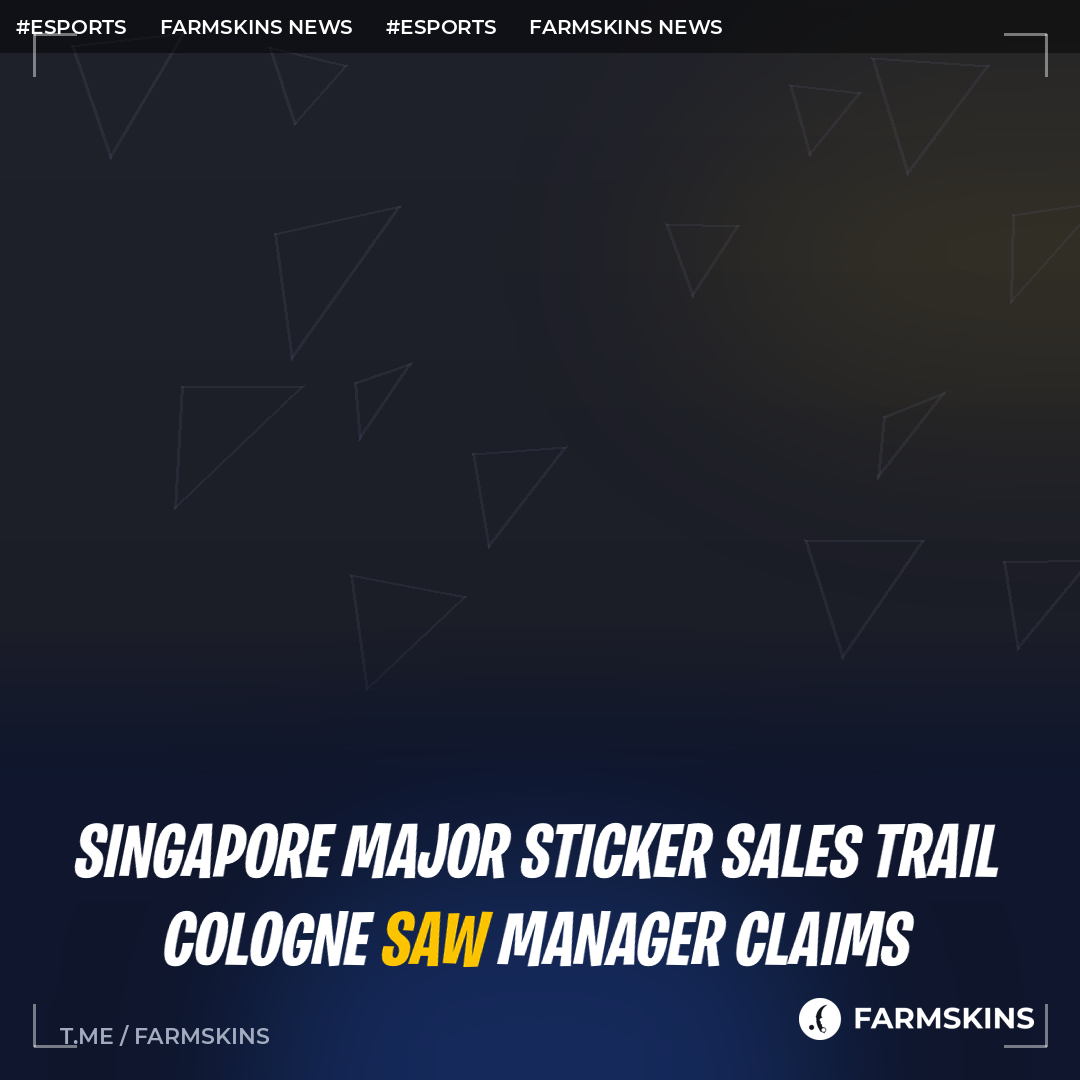 #ESPORTS FARMSKINS NEWS #ESPORTS FARMSKINS NEWS
SINGAPORE MAJOR STICKER SALES TRAIL
COLOGNE SAW MANAGER CLAIMS
T.ME / FARMSKINS
FARMSKINS